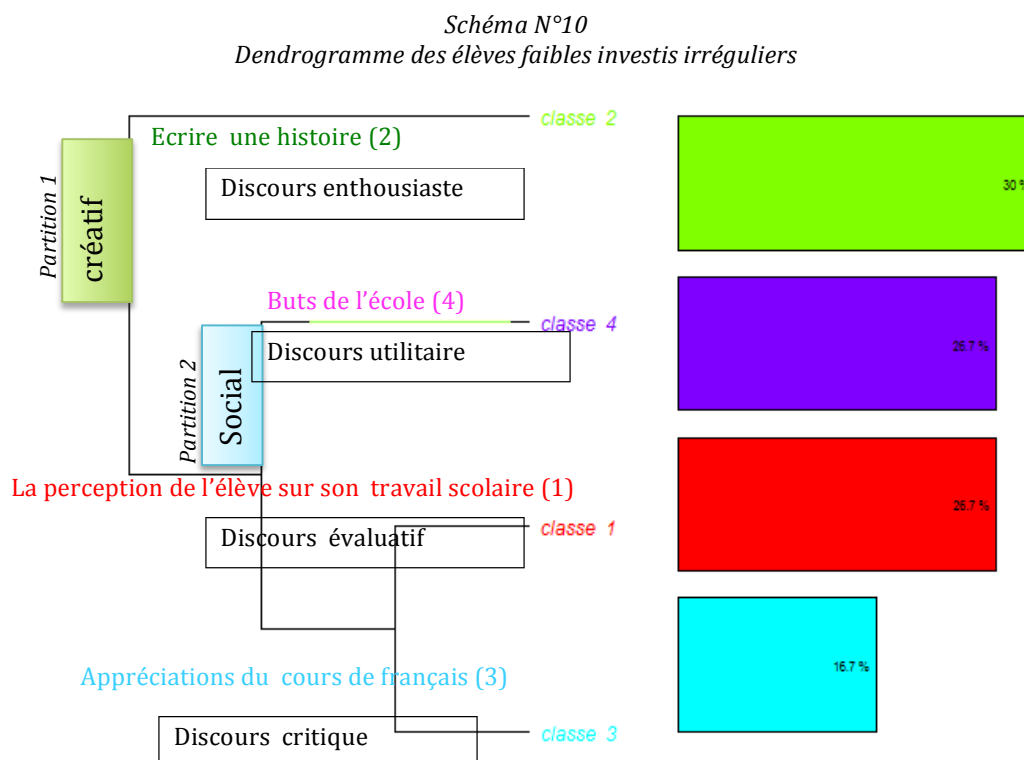 Schéma N°10
Dendrogramme des élèves faibles investis irréguliers
classe 2
Ecrire une histoire (2)
30 %
Discours enthousiaste
Partition 1
créatif
Buts de l'école (4)
classe 4
Discours utilitaire
26.7 %
Partition 2
Social
La perception de l'élève sur son travail scolaire (1)
Discours évaluatif
classe 1
26.7 %
Appréciations du cours de français (3)
16.7 %
Discours critique
classe 3